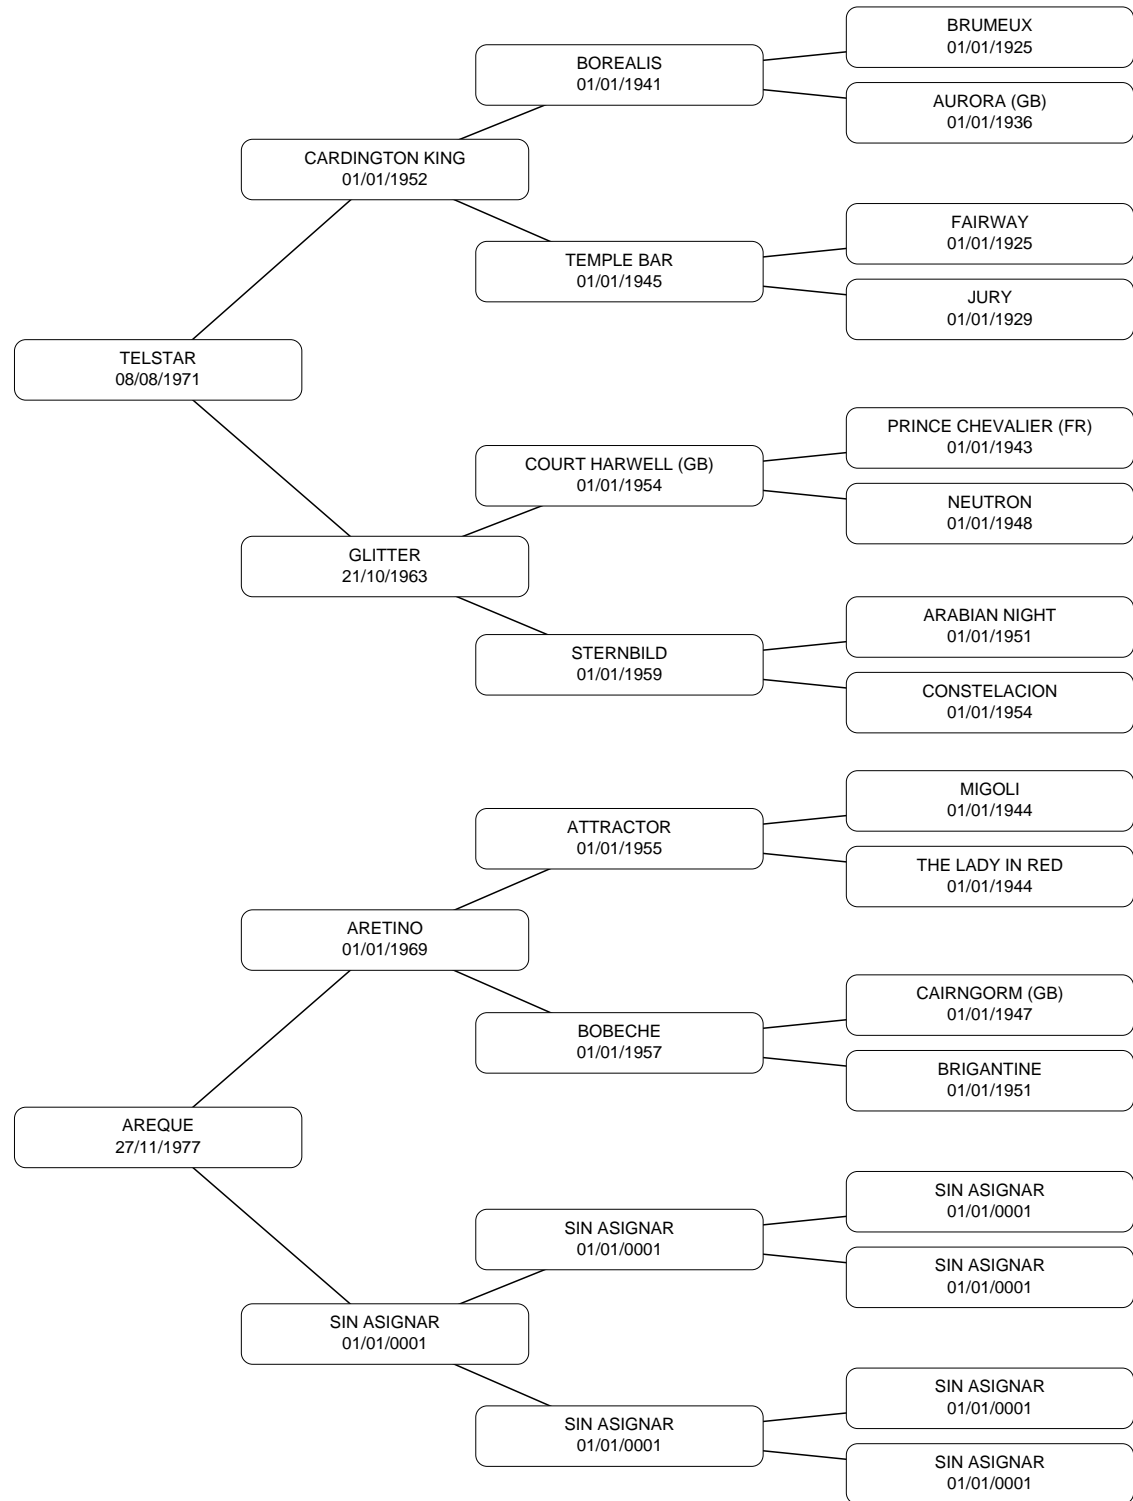 BRUMEUX
01/01/1925
BOREALIS
01/01/1941
AURORA (GB)
01/01/1936
CARDINGTON KING
01/01/1952
FAIRWAY
01/01/1925
TEMPLE BAR
01/01/1945
JURY
01/01/1929
TELSTAR
08/08/1971
PRINCE CHEVALIER (FR)
01/01/1943
COURT HARWELL (GB)
01/01/1954
NEUTRON
01/01/1948
GLITTER
21/10/1963
ARABIAN NIGHT
01/01/1951
STERNBILD
01/01/1959
CONSTELACION
01/01/1954
MIGOLI
01/01/1944
ATTRACTOR
01/01/1955
THE LADY IN RED
01/01/1944
ARETINO
01/01/1969
CAIRNGORM (GB)
01/01/1947
BOBECHE
01/01/1957
BRIGANTINE
01/01/1951
AREQUE
27/11/1977
SIN ASIGNAR
01/01/0001
SIN ASIGNAR
01/01/0001
SIN ASIGNAR
01/01/0001
SIN ASIGNAR
01/01/0001
SIN ASIGNAR
01/01/0001
SIN ASIGNAR
01/01/0001
SIN ASIGNAR
01/01/0001